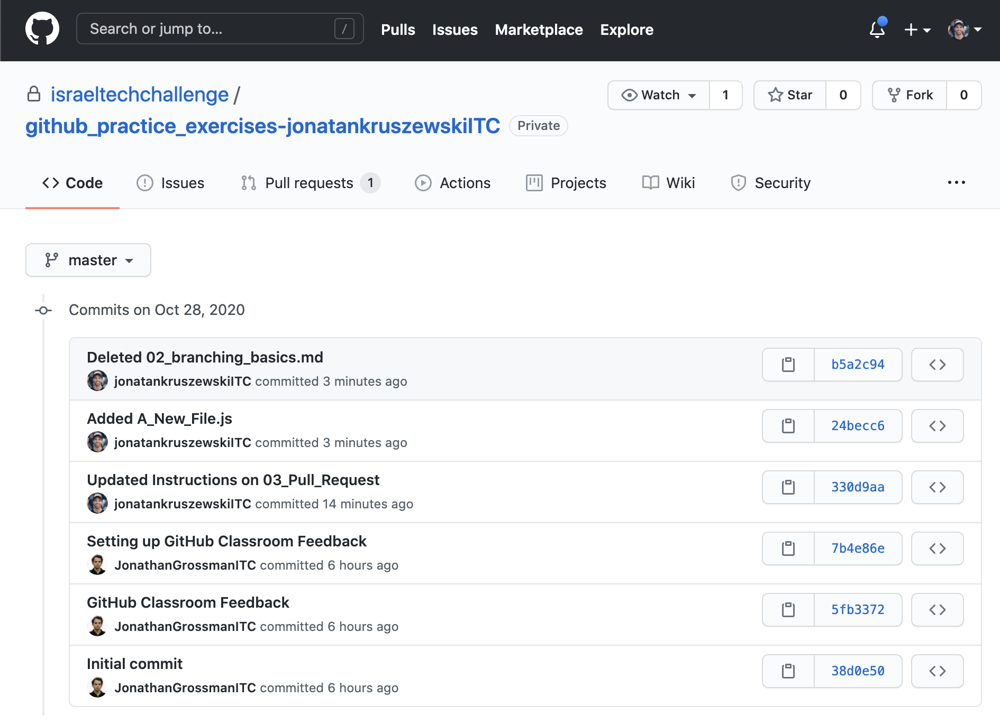 Search or jump to... / Pulls Issues Marketplace Explore
israeltechchallenge / Watch 1 Star 0 Fork 0
github_practice_exercises-jonatankruszewskiITC Private
Code Issues Pull requests 1 Actions Projects Wiki Security ...
master
Commits on Oct 28, 2020
Deleted 02_branching_basics.md
jonatankruszewskiITC committed 3 minutes ago
b5a2c94
Added A_New_File.js
jonatankruszewskiITC committed 3 minutes ago
24becc6
Updated Instructions on 03_Pull_Request
jonatankruszewskiITC committed 14 minutes ago
330d9aa
Setting up GitHub Classroom Feedback
JonathanGrossmanITC committed 6 hours ago
7b4e86e
GitHub Classroom Feedback
JonathanGrossmanITC committed 6 hours ago
5fb3372
Initial commit
JonathanGrossmanITC committed 6 hours ago
38d0e50